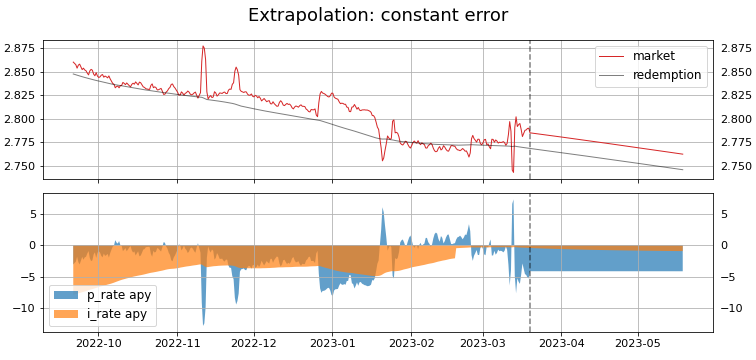 Extrapolation: constant error
2.875 2.875
2.850 2.850
2.825 2.825
2.800 2.800
2.775 2.775
2.750 2.750
market
redemption
5 5
0 0
−5 −5
−10 −10
p_rate apy
i_rate apy
2022-10 2022-11 2022-12 2023-01 2023-02 2023-03 2023-04 2023-05